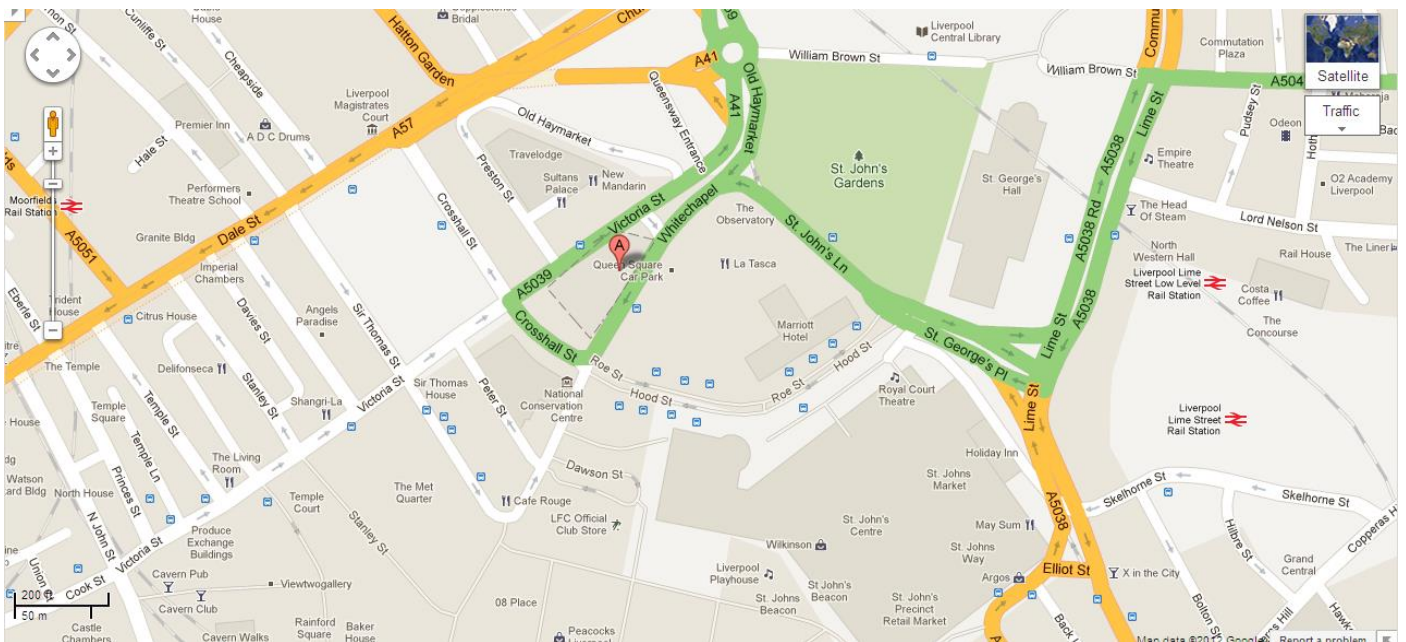 Cunliffe St
Cheapside
Hatton Garden
Bridal
A41
Old Haymarket
A41
Queensway Entrance
Liverpool
Central Library
William Brown St
William Brown St
Commutation
Plaza
Satellite
Traffic
A504
Pudsey St
Odeon
Empire
Theatre
O2 Academy
Liverpool
Lord Nelson St
The Head
Of Steam
Rail House
The Liner
North
Western Hall
Liverpool Lime
Street Low Level
Rail Station
Costa
Coffee
The
Concourse
Lime St
A5038
A5038 Rd
A5038
Lime St
St. George's
Hall
St. John's
Gardens
St. John's Ln
St. George's Pl
The
Observatory
La Tasca
Whitechapel
Victoria St
A5039
Crosshall St
A
Queen Square
Car Park
Premier Inn
A D C Drums
Liverpool
Magistrates
Court
A57
Old Haymarket
Travelodge
Sultans
Palace
New
Mandarin
Preston St
Crosshall St
Hale St
Performers
Theatre School
Moorfields
Rail Station
A5051
Dale St
Granite Bldg
Imperial
Chambers
Angels
Paradise
Sir Thomas St
Eberle St
Trident
House
Citrus House
Davies St
The Temple
Delifonseca
Stanley St
Shangri-La
Victoria St
Sir Thomas
House
Peter St
National
Conservation
Centre
Roe St
Hood St
Roe St
Hood St
Marriott
Hotel
Royal Court
Theatre
Lime St
Liverpool
Lime Street
Rail Station
Holiday Inn
Temple
Square
Temple St
Temple Ln
Princes St
The Living
Room
Watson
North House
N John St
Temple
Court
The Met
Quarter
Stanley St
Produce
Exchange
Buildings
Dawson St
Cafe Rouge
LFC Official
Club Store
St. Johns
Market
St. John's
Centre
May Sum
St. Johns
Way
A5038
Skelhorne St
Skelhorne St
Hilbre St
Copperas H
Grand
Central
Wilkinson
Liverpool
Playhouse
St. John's
Beacon
St. Johns
Beacon
St. John's
Precinct
Retail Market
Argos
Elliot St
X in the City
Bolton St
Union
Cook St
Victoria St
Cavern Pub
Cavern Club
Viewtwogallery
08 Place
200 ft
50 m
Castle
Chambers
Cavern Walks
Rainford
Square
Baker
House
Peacocks
Map data ©2012 Google
Report a problem